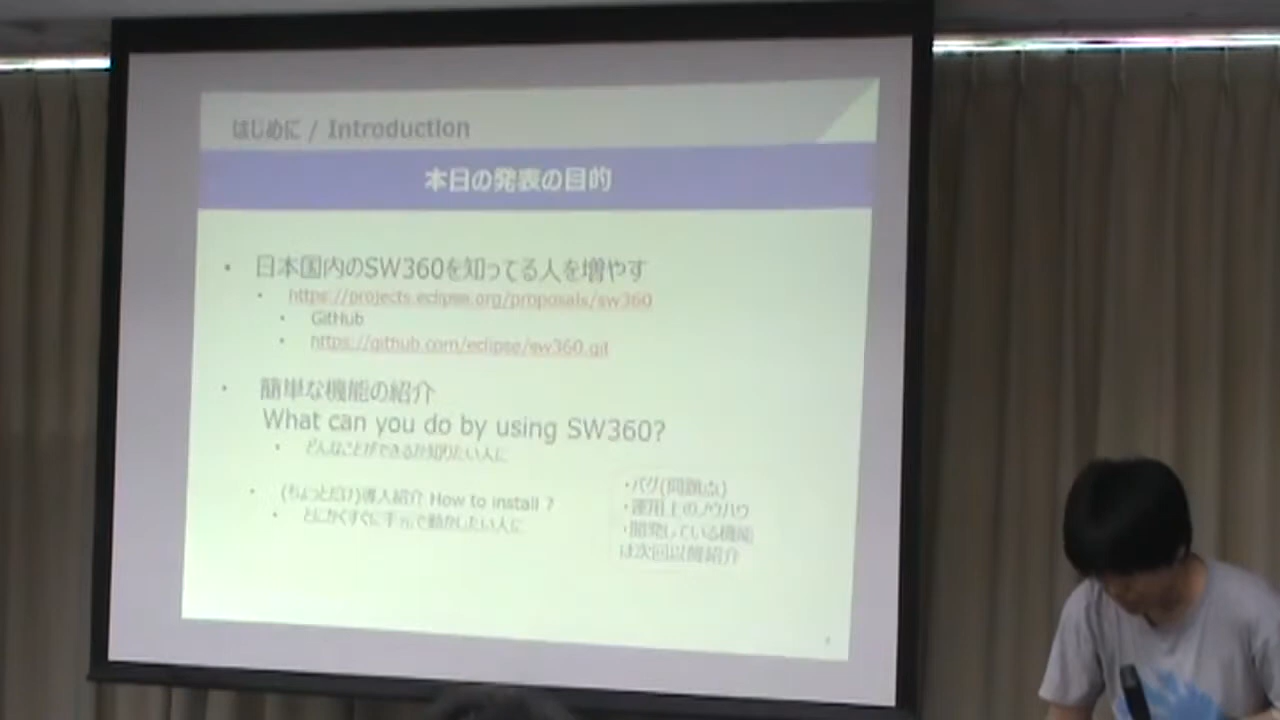 はじめに / Introduction
本日の発表の目的
• 日本国内のSW360を知ってる人を増やす
• https://projects.eclipse.org/proposals/sw360
• GitHub
• https://github.com/eclipse/sw360.git
• 簡単な機能の紹介
What can you do by using SW360?
• どんなことができるか知りたい人に
• (ちょっとだけ)導入紹介 How to install ?
• とにかくすぐに手元で動かしたい人に
・バグ(問題点)
・運用上のノウハウ
・開発している機能
は次回以降紹介